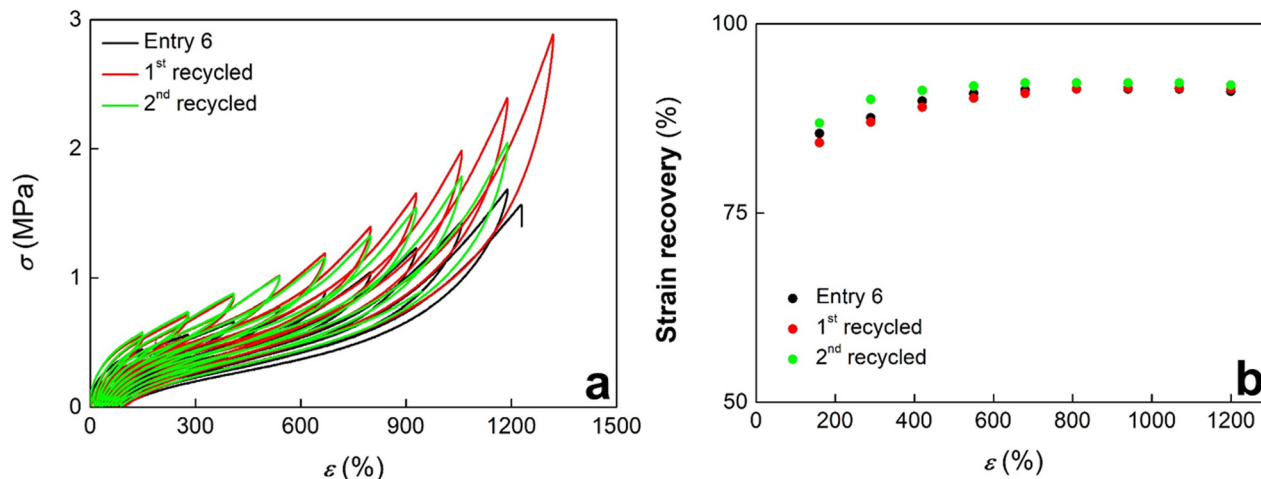 3
2
1
0
σ (MPa)
Entry 6
1st recycled
2nd recycled
a
0 300 600 900 1200 1500
ε (%)
100
75
50
Strain recovery (%)
Entry 6
1st recycled
2nd recycled
b
0 200 400 600 800 1000 1200
ε (%)